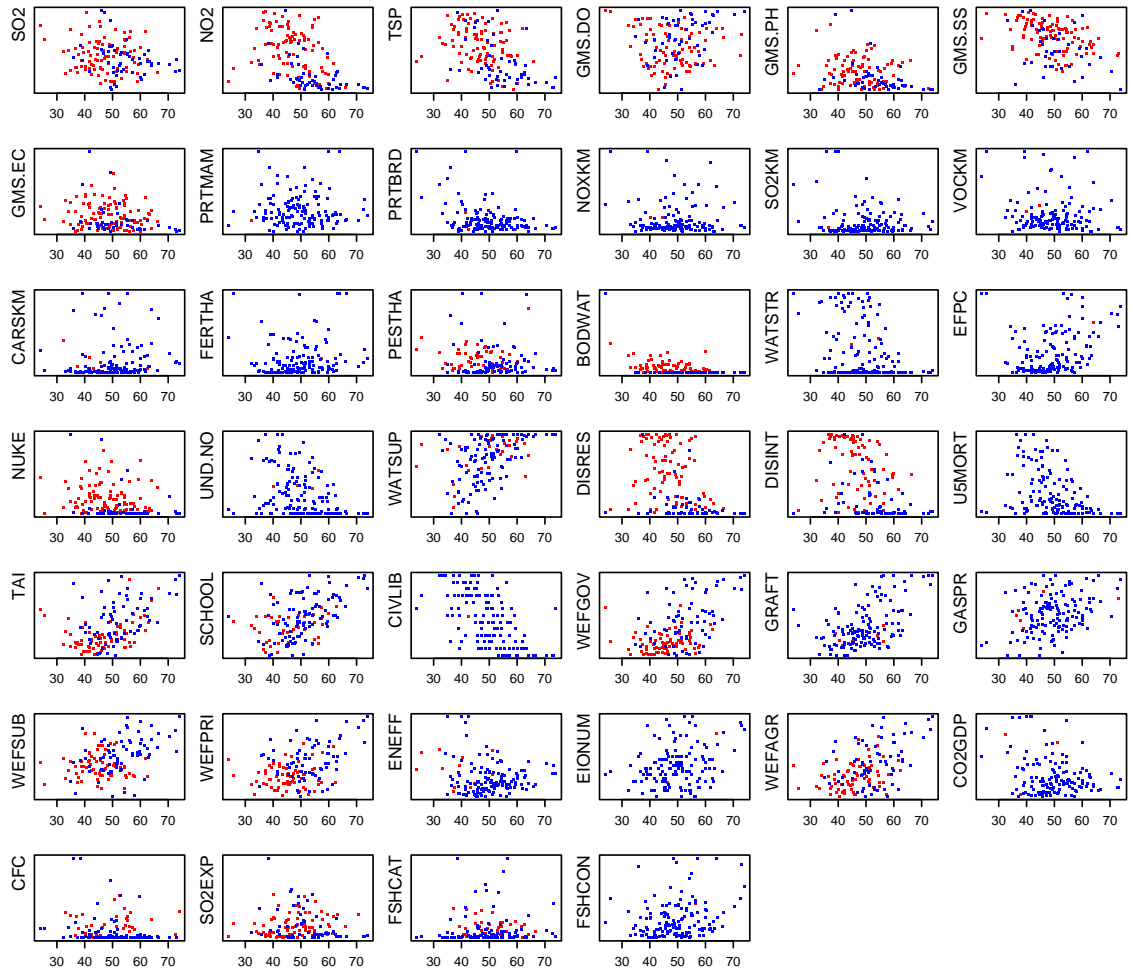 SO2 NO2 TSP GMS.DO GMS.PH GMS.SS
30 40 50 60 70 30 40 50 60 70 30 40 50 60 70 30 40 50 60 70 30 40 50 60 70 30 40 50 60 70
GMS.EC PRTMAM PRTBRD NOXKM SO2KM VOCKM
30 40 50 60 70 30 40 50 60 70 30 40 50 60 70 30 40 50 60 70 30 40 50 60 70 30 40 50 60 70
CARSKM FERTHA PESTHA BODWAT WATSTR EFPC
30 40 50 60 70 30 40 50 60 70 30 40 50 60 70 30 40 50 60 70 30 40 50 60 70 30 40 50 60 70
NUKE UND.NO WATSUP DISRES DISINT U5MORT
30 40 50 60 70 30 40 50 60 70 30 40 50 60 70 30 40 50 60 70 30 40 50 60 70 30 40 50 60 70
TAI SCHOOL CIVLIB WEFGOV GRAFT GASPR
30 40 50 60 70 30 40 50 60 70 30 40 50 60 70 30 40 50 60 70 30 40 50 60 70 30 40 50 60 70
WEFSUB WEFPRI ENEFF EIONUM WEFAGR CO2GDP
30 40 50 60 70 30 40 50 60 70 30 40 50 60 70 30 40 50 60 70 30 40 50 60 70 30 40 50 60 70
CFC SO2EXP FSHCAT FSHCON
30 40 50 60 70 30 40 50 60 70 30 40 50 60 70 30 40 50 60 70